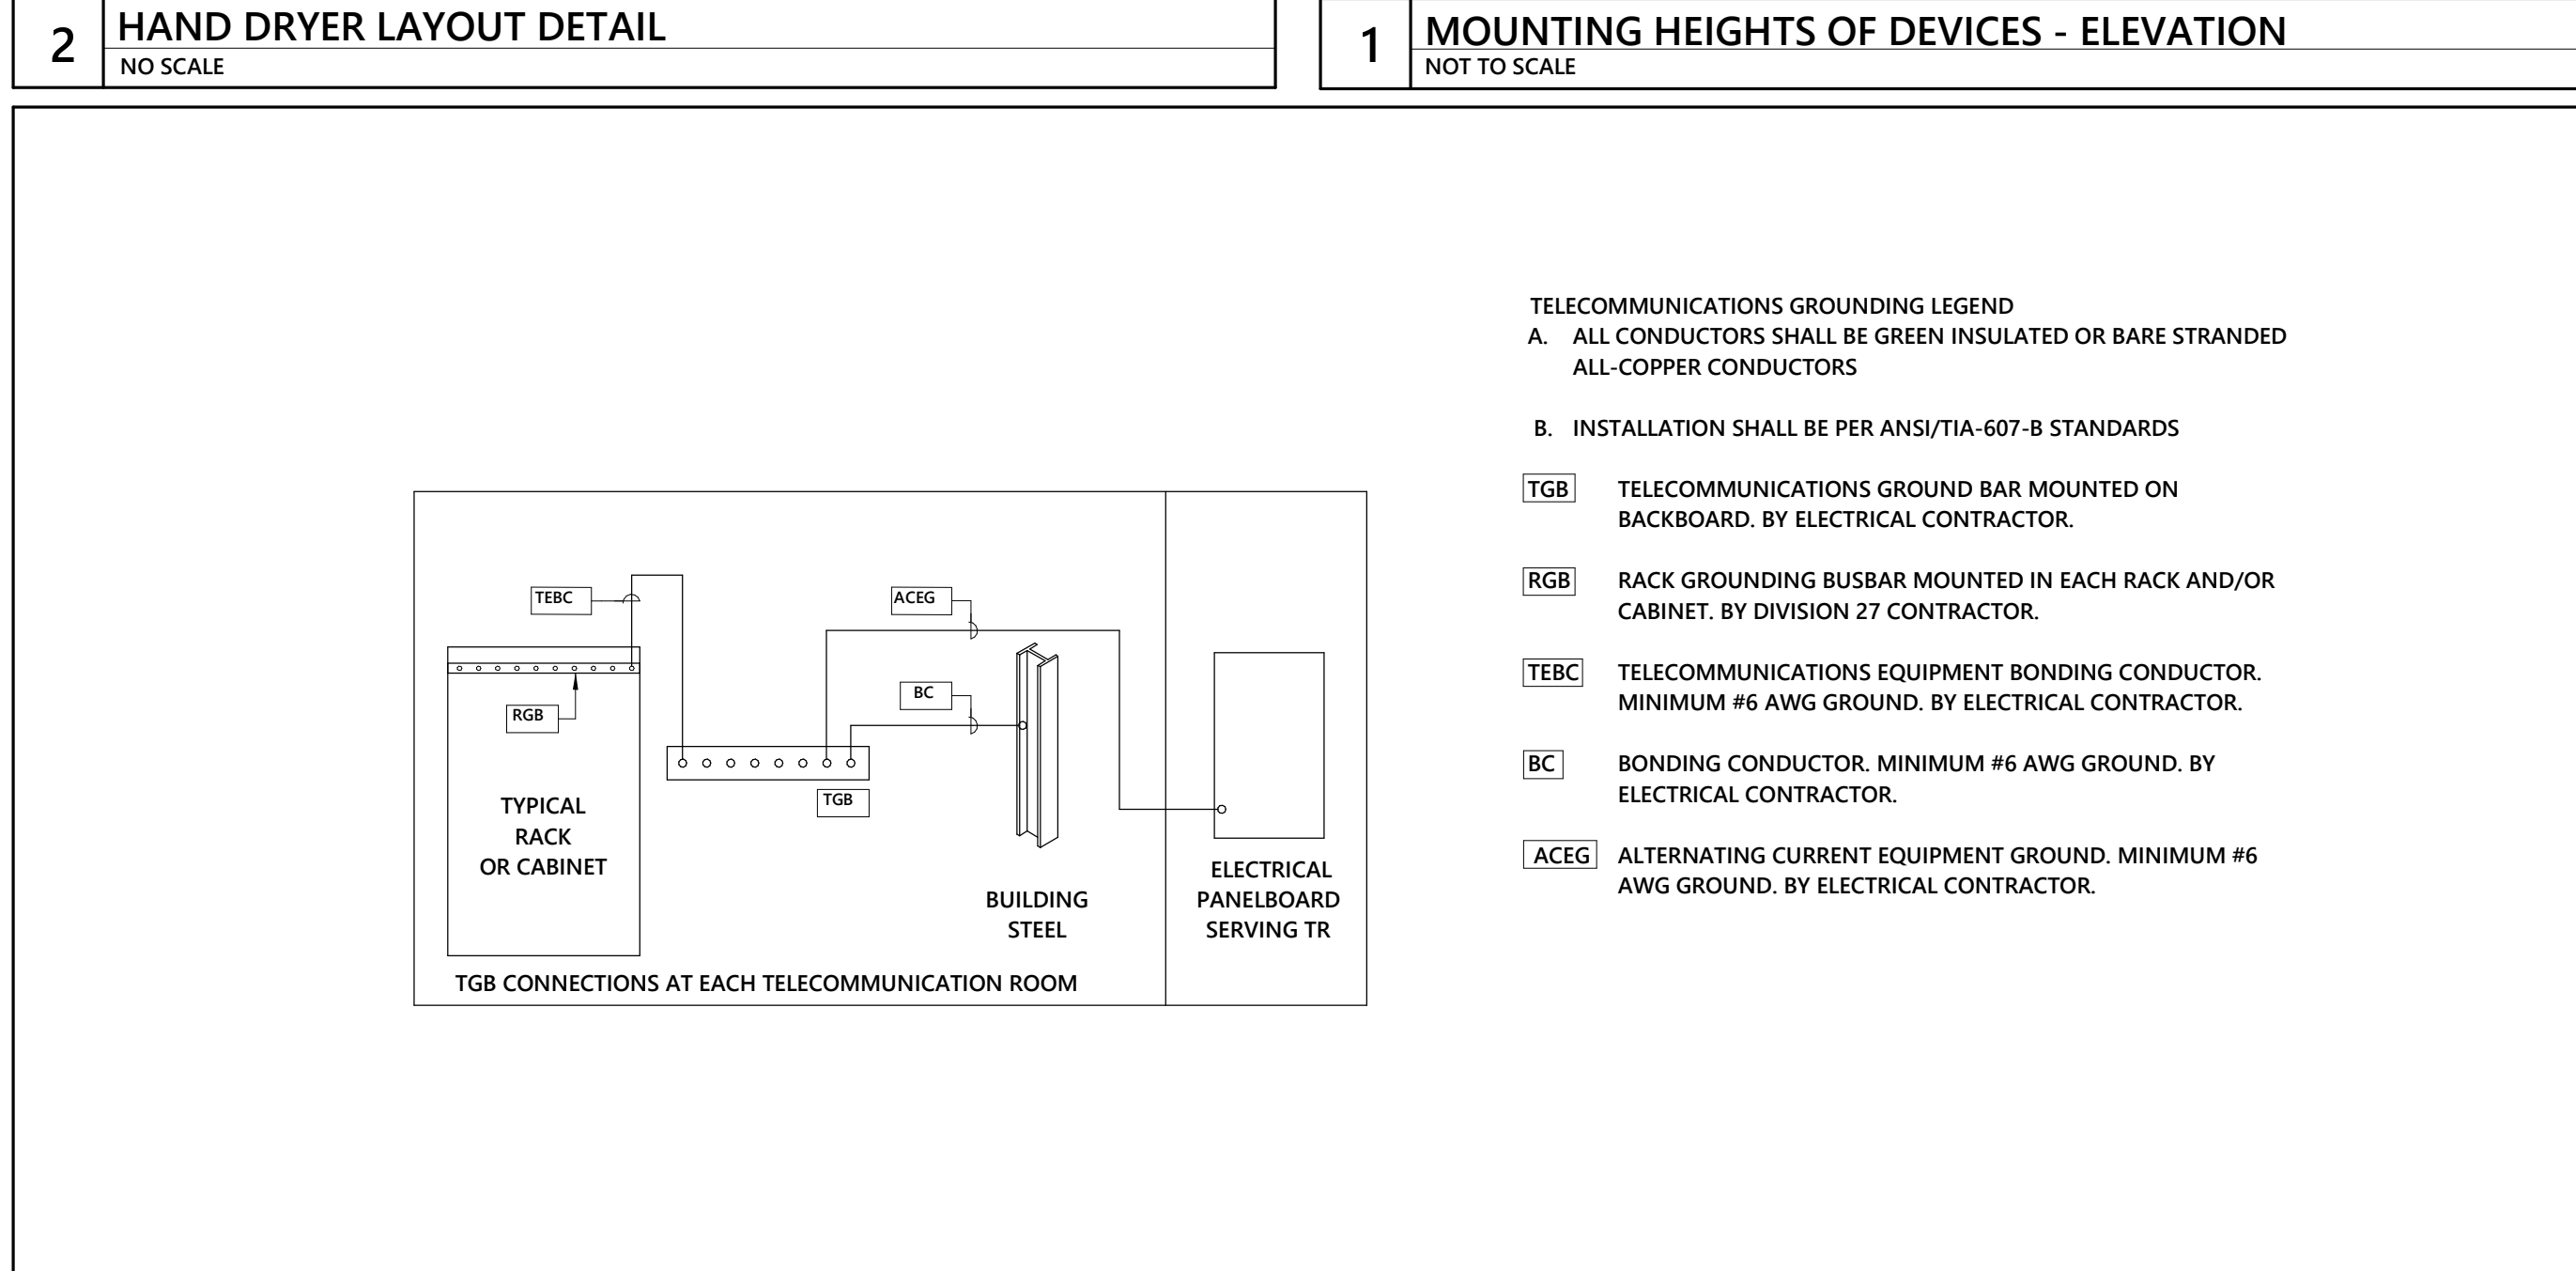 2
HAND DRYER LAYOUT DETAIL
NO SCALE
1
MOUNTING HEIGHTS OF DEVICES - ELEVATION
NOT TO SCALE
TEBC
ACEG
RGB
BC
TGB
TYPICAL
RACK
OR CABINET
BUILDING
STEEL
ELECTRICAL
PANELBOARD
SERVING TR
TGB CONNECTIONS AT EACH TELECOMMUNICATION ROOM
TELECOMMUNICATIONS GROUNDING LEGEND
A. ALL CONDUCTORS SHALL BE GREEN INSULATED OR BARE STRANDED
ALL-COPPER CONDUCTORS
B. INSTALLATION SHALL BE PER ANSI/TIA-607-B STANDARDS
TGB TELECOMMUNICATIONS GROUND BAR MOUNTED ON
BACKBOARD. BY ELECTRICAL CONTRACTOR.
RGB RACK GROUNDING BUSBAR MOUNTED IN EACH RACK AND/OR
CABINET. BY DIVISION 27 CONTRACTOR.
TEBC TELECOMMUNICATIONS EQUIPMENT BONDING CONDUCTOR.
MINIMUM #6 AWG GROUND. BY ELECTRICAL CONTRACTOR.
BC BONDING CONDUCTOR. MINIMUM #6 AWG GROUND. BY
ELECTRICAL CONTRACTOR.
ACEG ALTERNATING CURRENT EQUIPMENT GROUND. MINIMUM #6
AWG GROUND. BY ELECTRICAL CONTRACTOR.